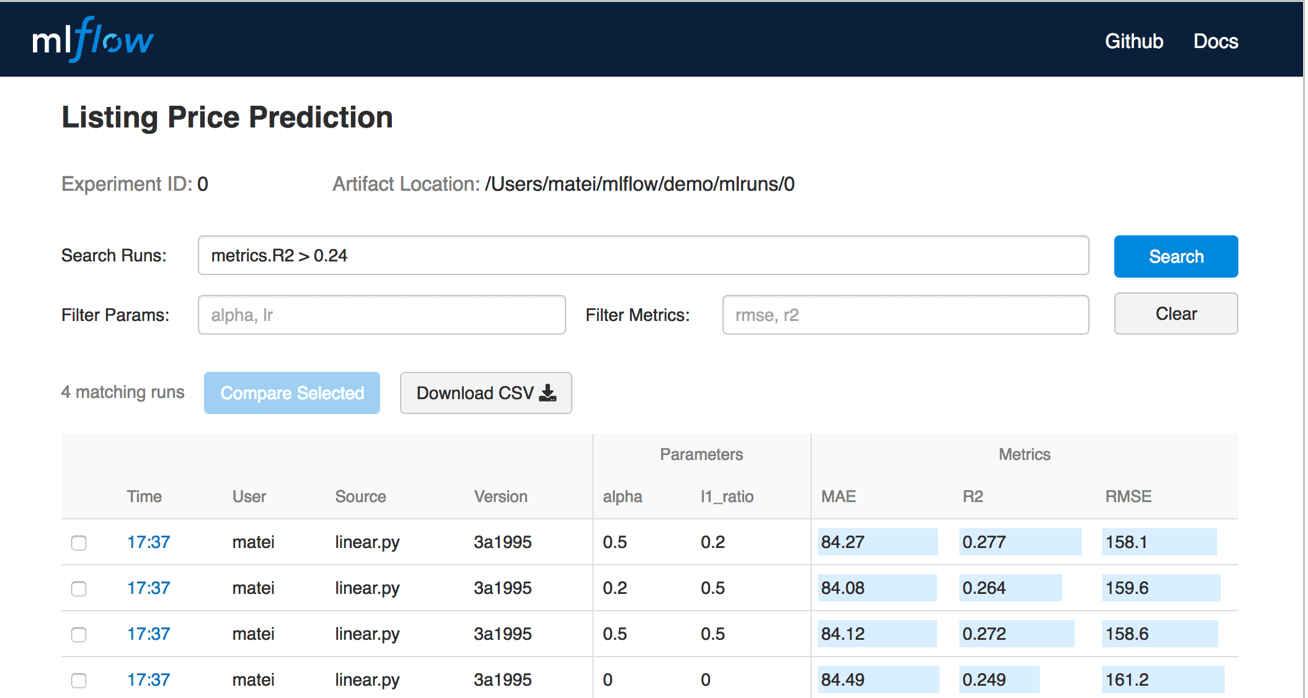 mlflow Github Docs
Listing Price Prediction
Experiment ID: 0 Artifact Location: /Users/matei/mlflow/demo/mlruns/0
Search Runs: metrics.R2 > 0.24 Search
Filter Params: alpha, lr Filter Metrics: rmse, r2 Clear
4 matching runs Compare Selected Download CSV
Parameters Metrics
Time User Source Version alpha l1_ratio MAE R2 RMSE
17:37 matei linear.py 3a1995 0.5 0.2 84.27 0.277 158.1
17:37 matei linear.py 3a1995 0.2 0.5 84.08 0.264 159.6
17:37 matei linear.py 3a1995 0.5 0.5 84.12 0.272 158.6
17:37 matei linear.py 3a1995 0 0 84.49 0.249 161.2